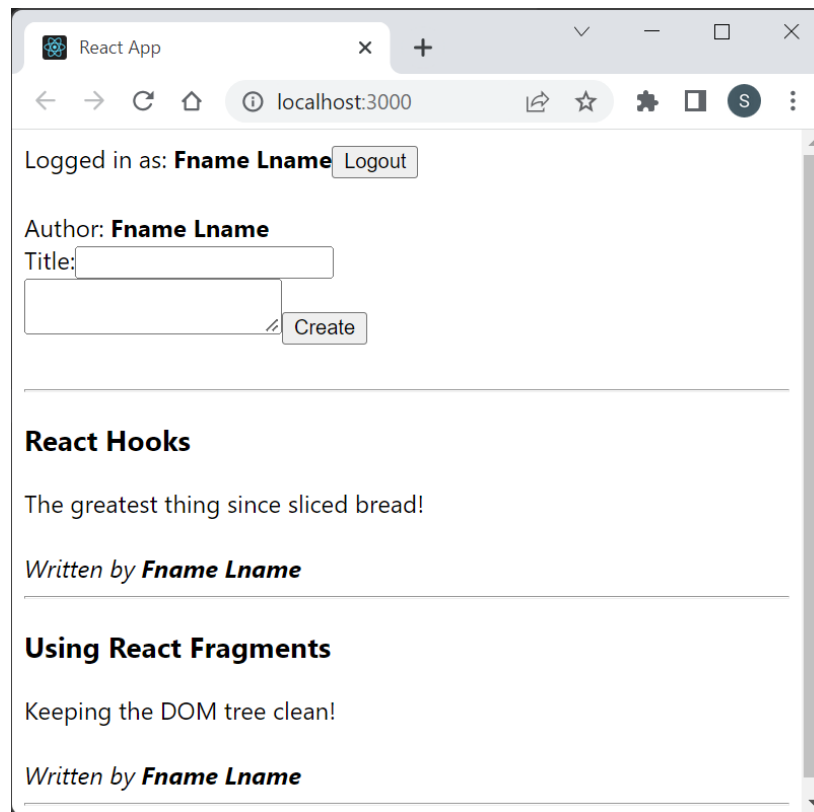 React App
localhost:3000
S
Logged in as: Fname Lname Logout
Author: Fname Lname
Title:
Create
React Hooks
The greatest thing since sliced bread!
Written by Fname Lname
Using React Fragments
Keeping the DOM tree clean!
Written by Fname Lname